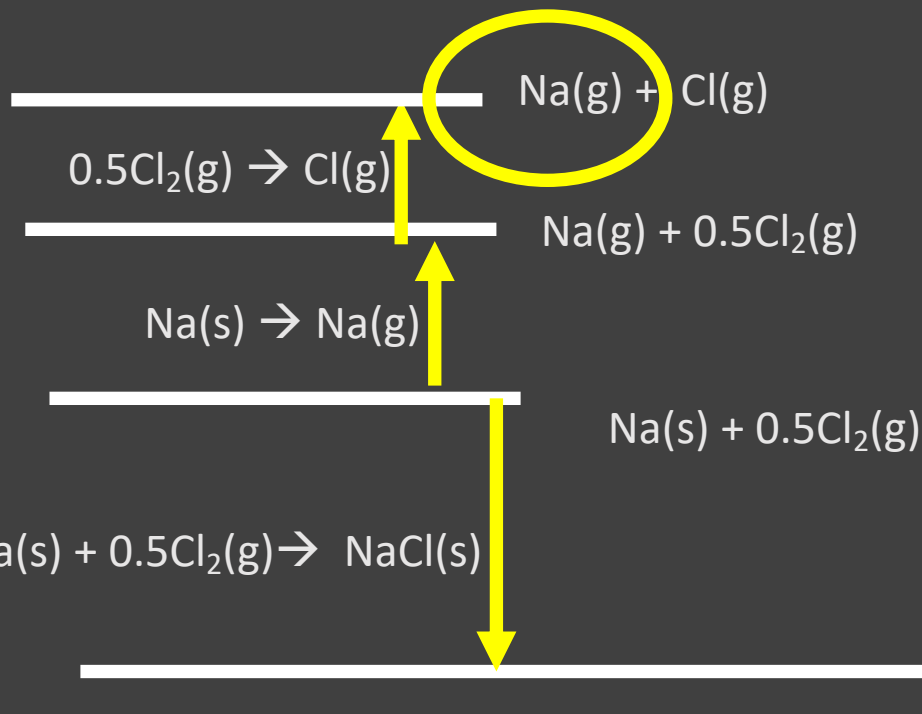 Na(g) + Cl(g)
0.5Cl₂(g) → Cl(g)
Na(g) + 0.5Cl₂(g)
Na(s) → Na(g)
Na(s) + 0.5Cl₂(g)
a(s) + 0.5Cl₂(g)→ NaCl(s)